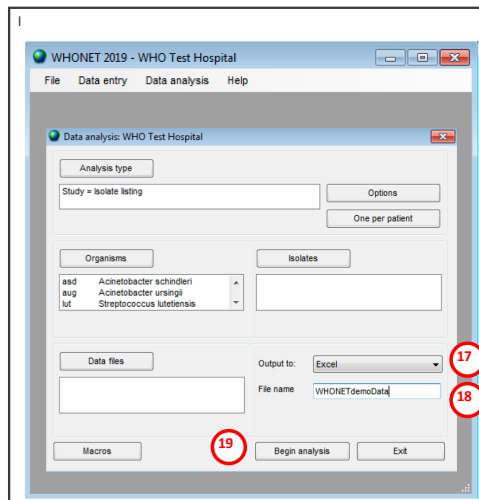 WHONET 2019 - WHO Test Hospital
File Data entry Data analysis Help
Data analysis: WHO Test Hospital
Analysis type
Study = Isolate listing
Options
One per patient
Organisms
Isolates
asd Acinetobacter schindleri
aug Acinetobacter ursingii
lut Streptococcus lutetiensis
Data files
Output to: Excel 17
File name WHONETdemoData 18
Macros 19 Begin analysis Exit